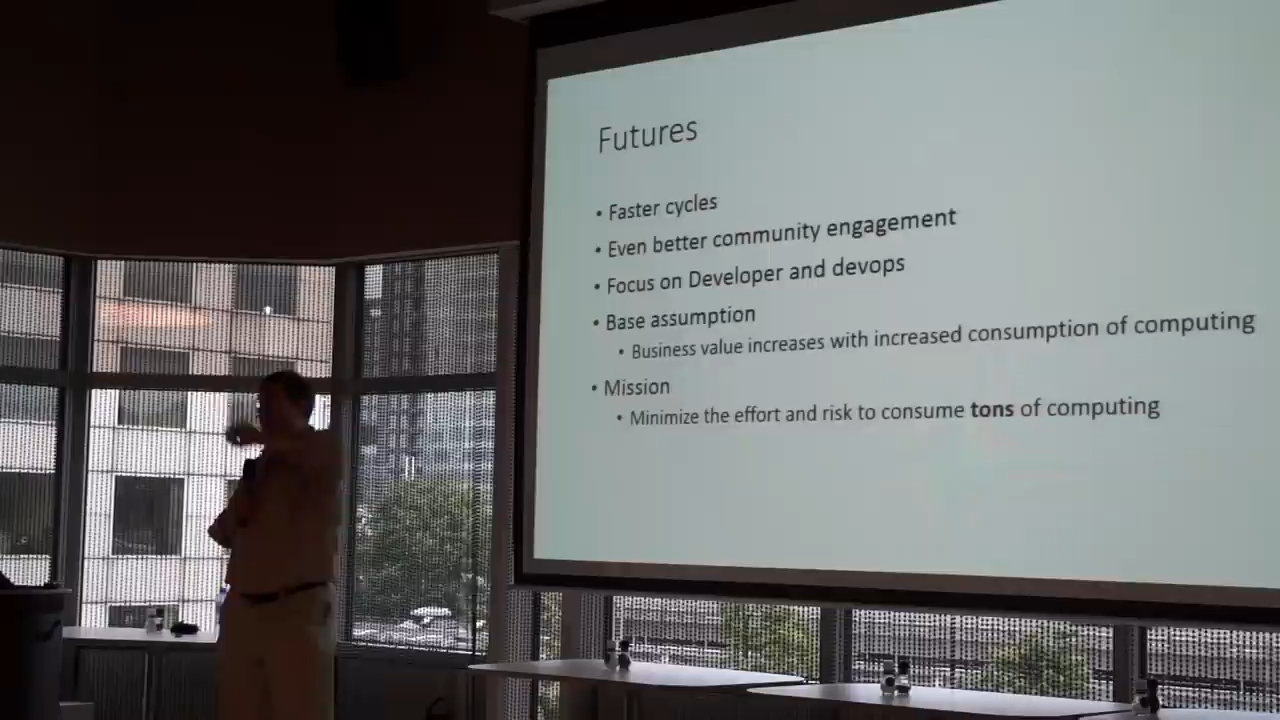 Futures
• Faster cycles
• Even better community engagement
• Focus on Developer and devops
• Base assumption
• Business value increases with increased consumption of computing
• Mission
• Minimize the effort and risk to consume tons of computing